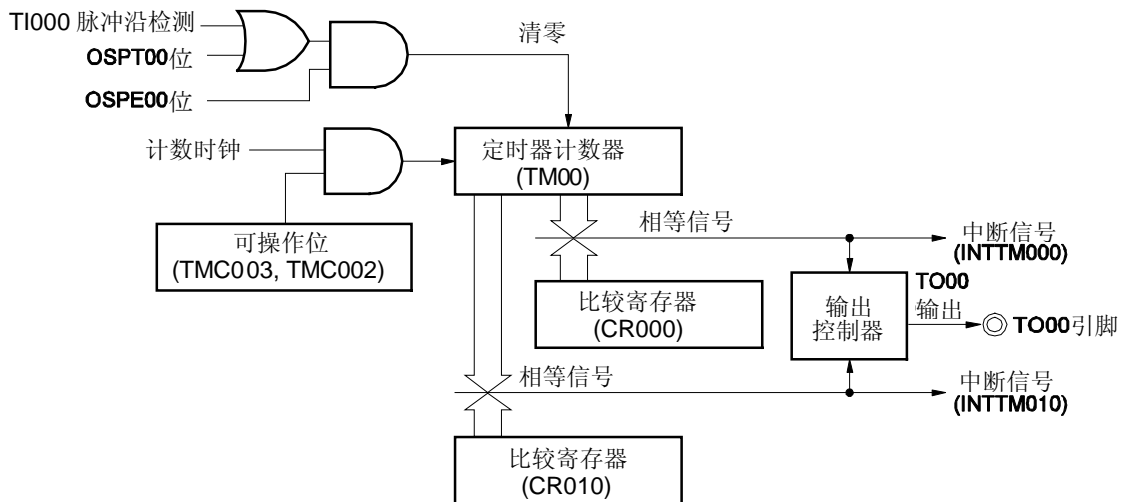 TI000 脉冲沿检测
OSPT00位
OSPE00位
清零
计数时钟
定时器计数器
(TM00)
可操作位
(TMC003, TMC002)
相等信号
中断信号
(INTTM000)
比较寄存器
(CR000)
输出
控制器
TO00
输出
TO00引脚
相等信号
中断信号
(INTTM010)
比较寄存器
(CR010)